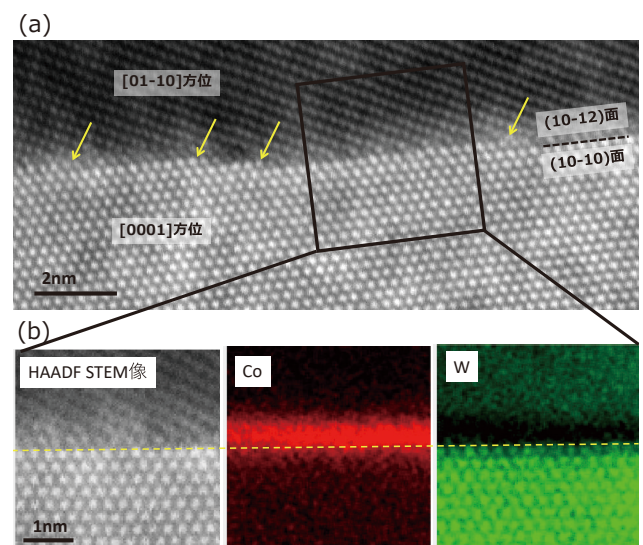 (a)
[01-10]方位
(10-12)面
(10-10)面
[0001]方位
2nm
(b)
HAADF STEM像
Co
W
1nm